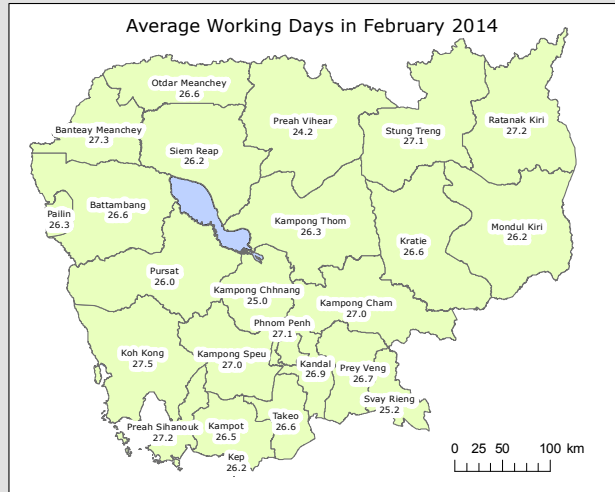 Average Working Days in February 2014
Otdar Meanchey
26.6
Banteay Meanchey
27.3
Siem Reap
26.2
Preah Vihear
24.2
Stung Treng
27.1
Ratanak Kiri
27.2
Pailin
26.3
Battambang
26.6
Kampong Thom
26.3
Kratie
26.6
Mondul Kiri
26.2
Pursat
26.0
Kampong Chhnang
25.0
Kampong Cham
27.0
Phnom Penh
27.1
Koh Kong
27.5
Kampong Speu
27.0
Kandal
26.9
Prey Veng
26.7
Svay Rieng
25.2
Preah Sihanouk
27.2
Kampot
26.5
Takeo
26.6
Kep
26.2
0 25 50 100 km